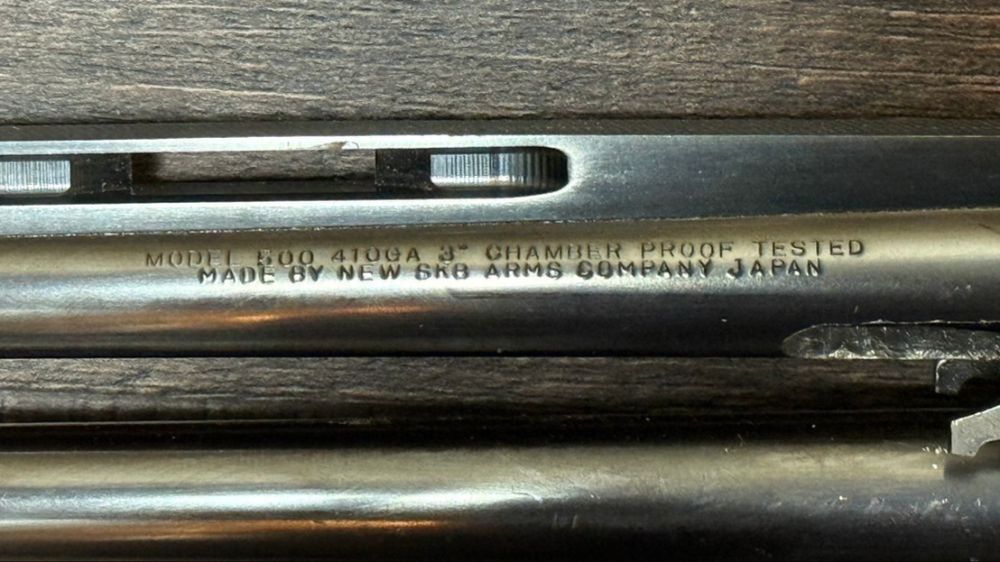 MODEL 500 410GA 3" CHAMBER PROOF TESTED
MADE BY NEW SKB ARMS COMPANY JAPAN